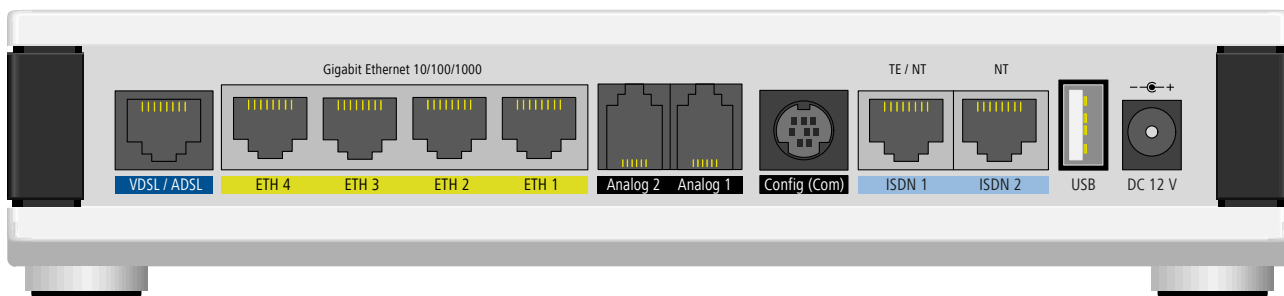 Gigabit Ethernet 10/100/1000
TE / NT
NT
VDSL / ADSL
ETH 4
ETH 3
ETH 2
ETH 1
Analog 2
Analog 1
Config (Com)
ISDN 1
ISDN 2
USB
DC 12 V